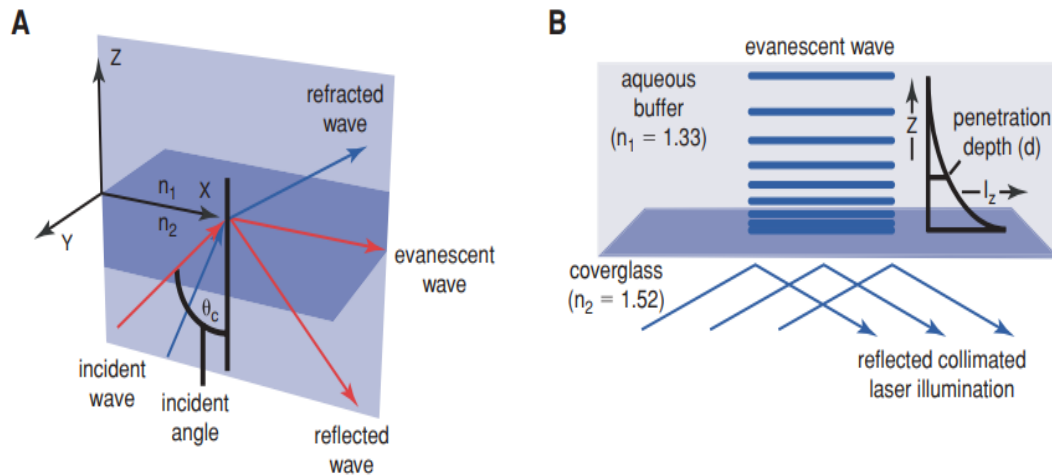 A
Z
refracted
wave
n₁
X
n₂
Y
evanescent
wave
θc
incident
wave
incident
angle
reflected
wave
B
evanescent wave
aqueous
buffer
(n₁ = 1.33)
Z
penetration
depth (d)
Iz
coverglass
(n₂ = 1.52)
reflected collimated
laser illumination